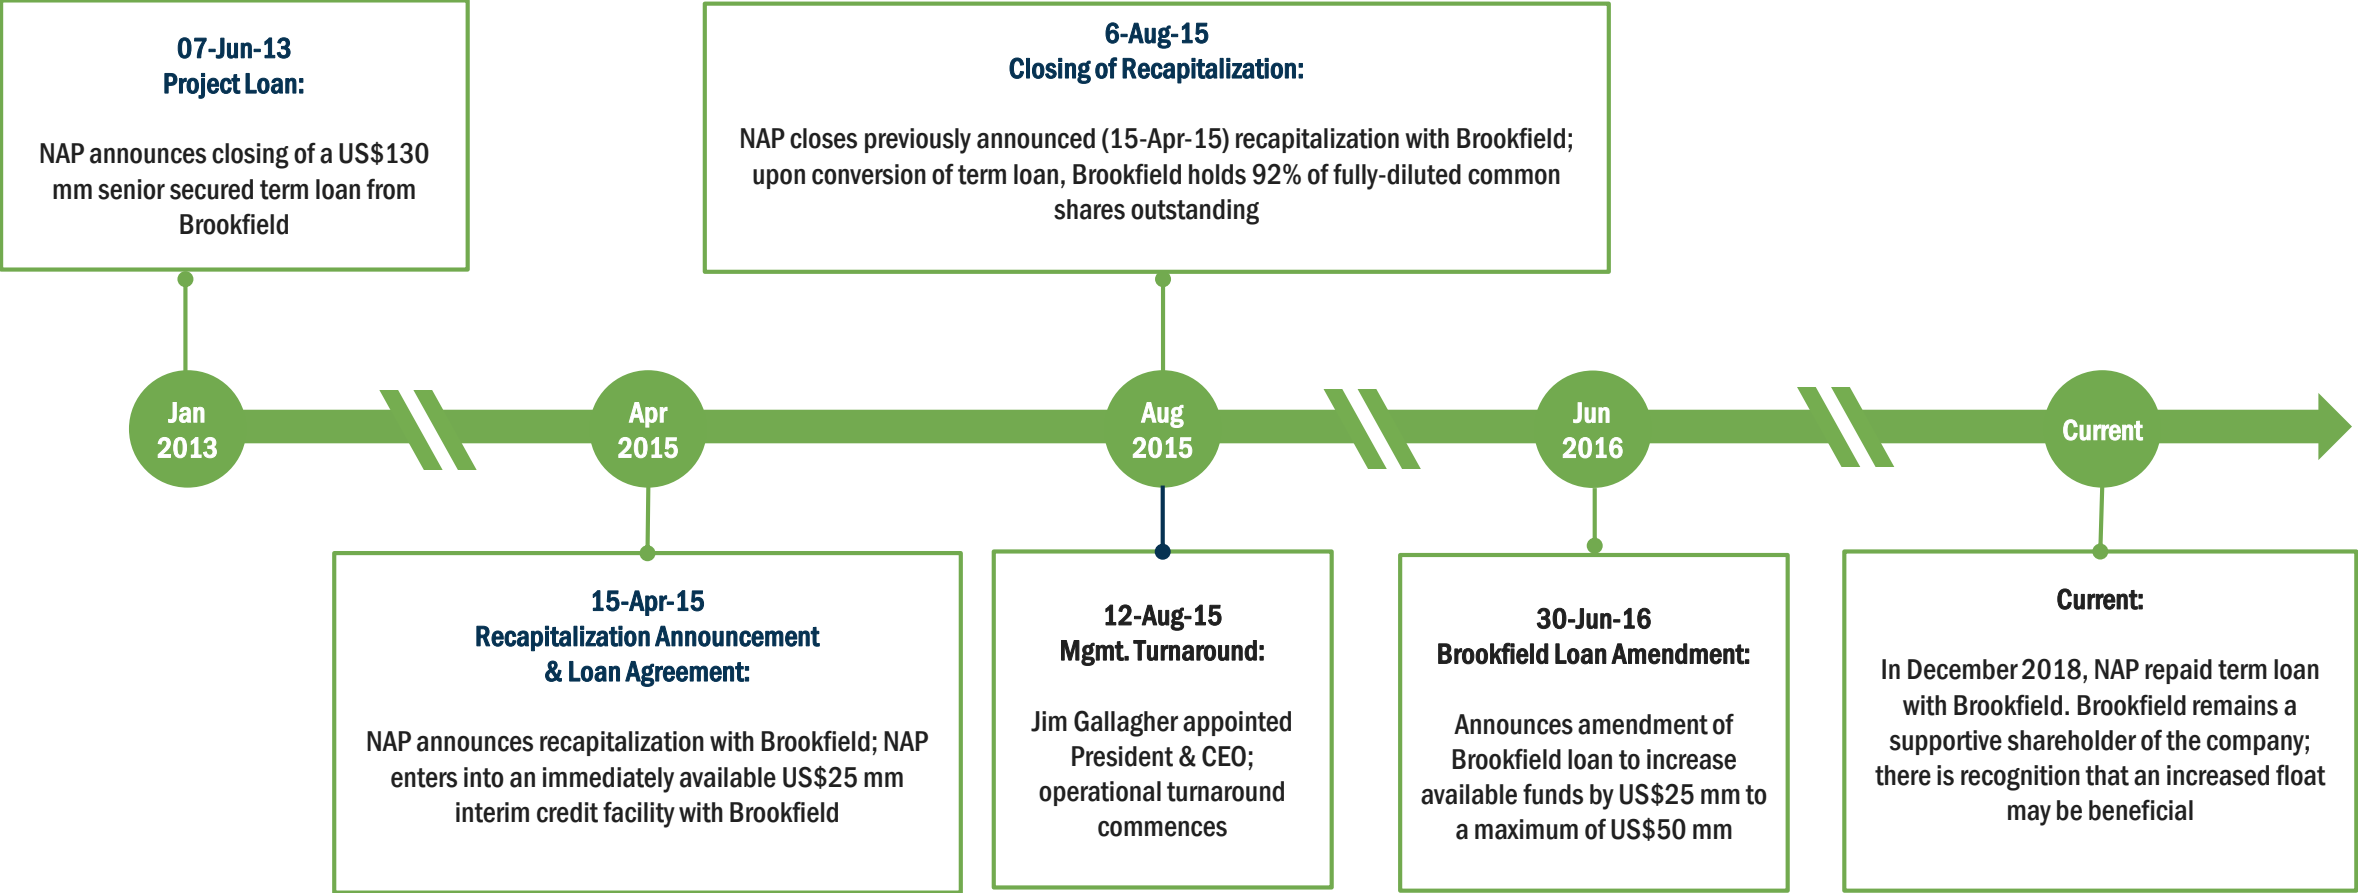 07-Jun-13
Project Loan:
NAP announces closing of a US$130
mm senior secured term loan from
Brookfield
6-Aug-15
Closing of Recapitalization:
NAP closes previously announced (15-Apr-15) recapitalization with Brookfield;
upon conversion of term loan, Brookfield holds 92% of fully-diluted common
shares outstanding
Jan
2013
Apr
2015
Aug
2015
Jun
2016
Current
15-Apr-15
Recapitalization Announcement
& Loan Agreement:
NAP announces recapitalization with Brookfield; NAP
enters into an immediately available US$25 mm
interim credit facility with Brookfield
12-Aug-15
Mgmt. Turnaround:
Jim Gallagher appointed
President & CEO;
operational turnaround
commences
30-Jun-16
Brookfield Loan Amendment:
Announces amendment of
Brookfield loan to increase
available funds by US$25 mm to
a maximum of US$50 mm
Current:
In December 2018, NAP repaid term loan
with Brookfield. Brookfield remains a
supportive shareholder of the company;
there is recognition that an increased float
may be beneficial